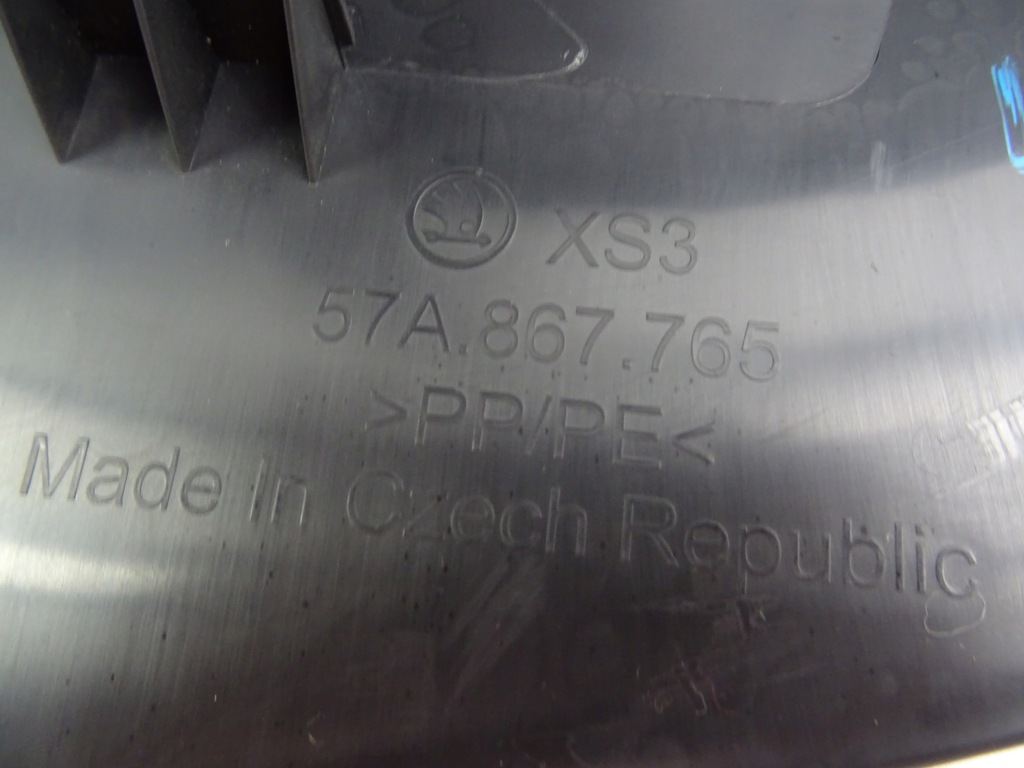 XS3
57A.867.765
>PP/PE<
Made In Czech Republic